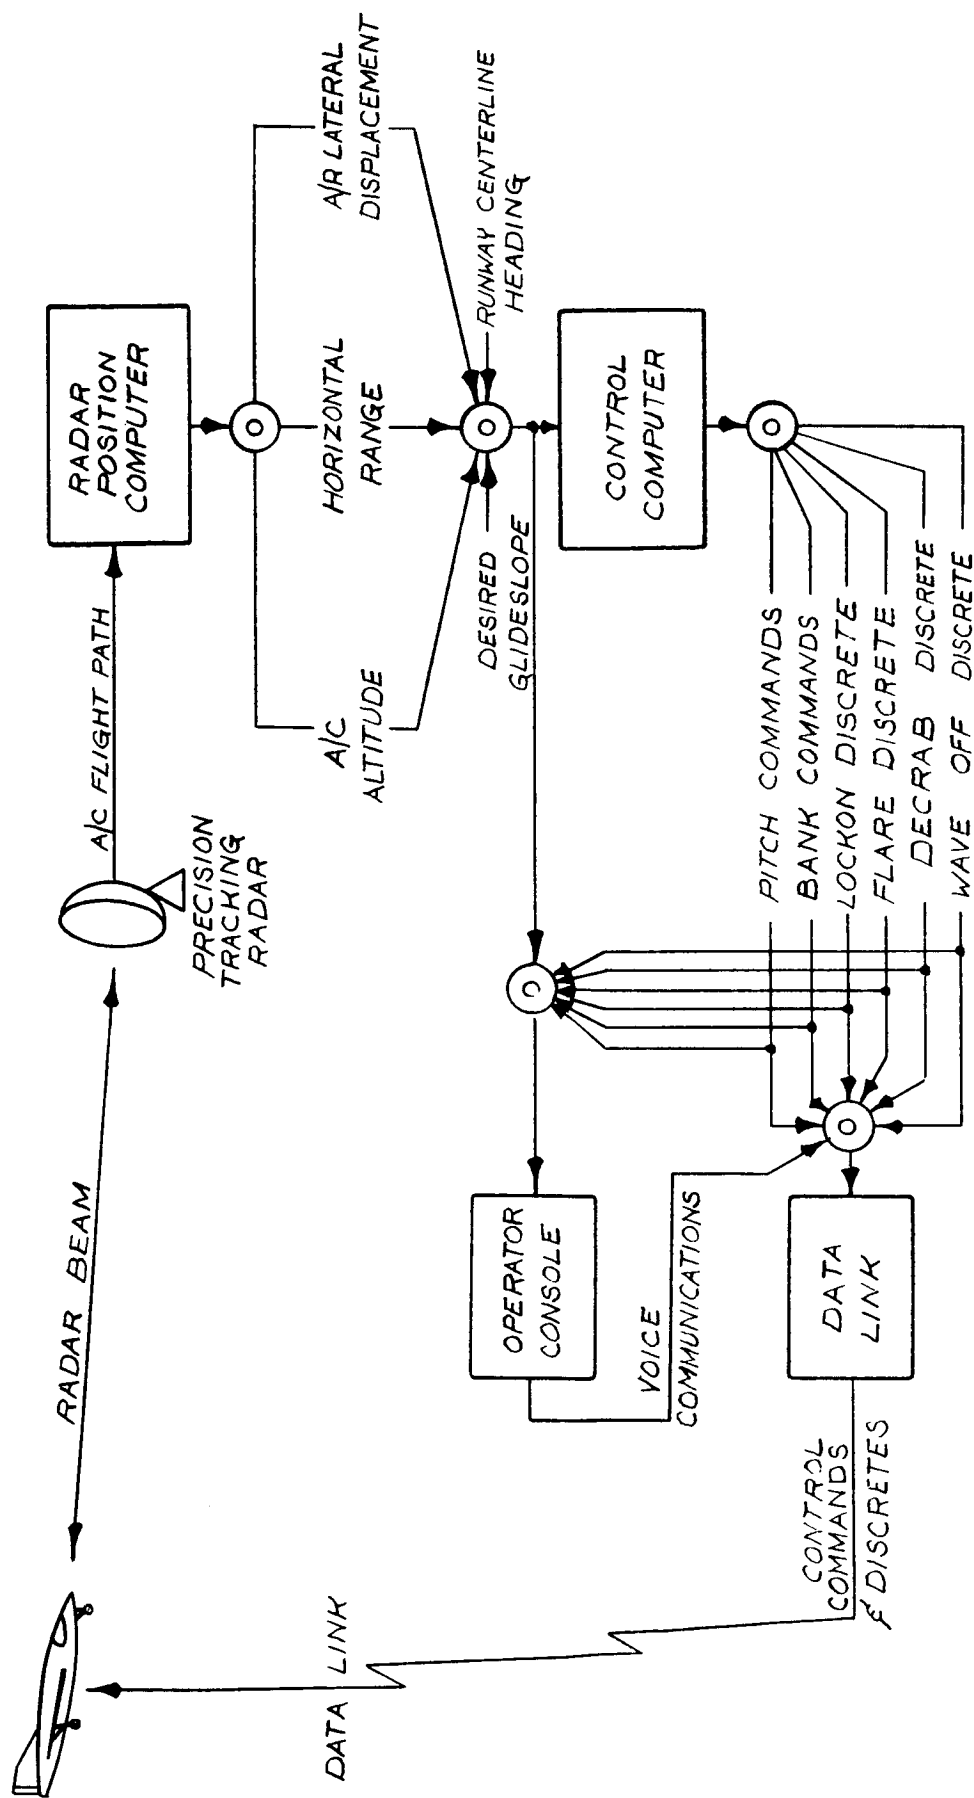 RADAR BEAM
A/C FLIGHT PATH
PRECISION
TRACKING
RADAR
RADAR
POSITION
COMPUTER
A/C
ALTITUDE
HORIZONTAL
RANGE
A/R LATERAL
DISPLACEMENT
DESIRED
GLIDESLOPE
RUNWAY CENTERLINE
HEADING
CONTROL
COMPUTER
PITCH COMMANDS
BANK COMMANDS
LOCKON DISCRETE
FLARE DISCRETE
DECRAB DISCRETE
WAVE OFF DISCRETE
OPERATOR
CONSOLE
VOICE
COMMUNICATIONS
DATA
LINK
CONTROL
COMMANDS
& DISCRETES
DATA LINK